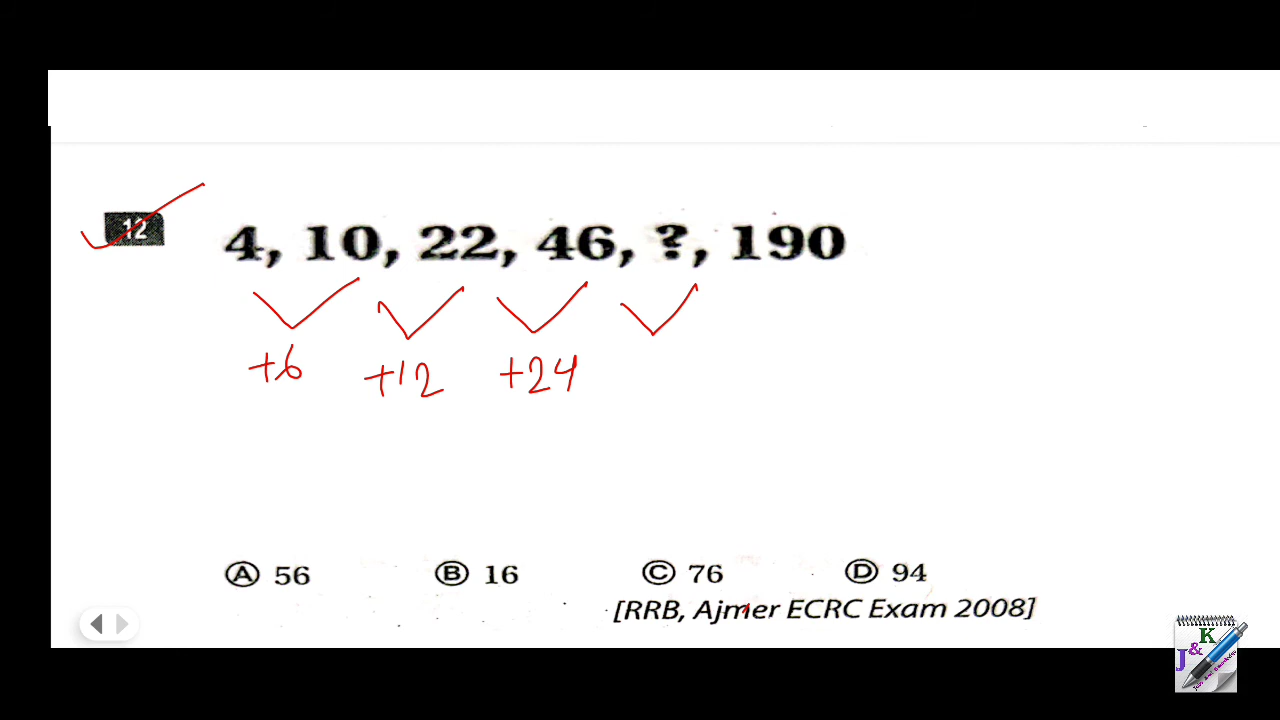 12 4, 10, 22, 46, ?, 190
+6 +12 +24
A 56 B 16 C 76 D 94
[RRB, Ajmer ECRC Exam 2008]
J&K